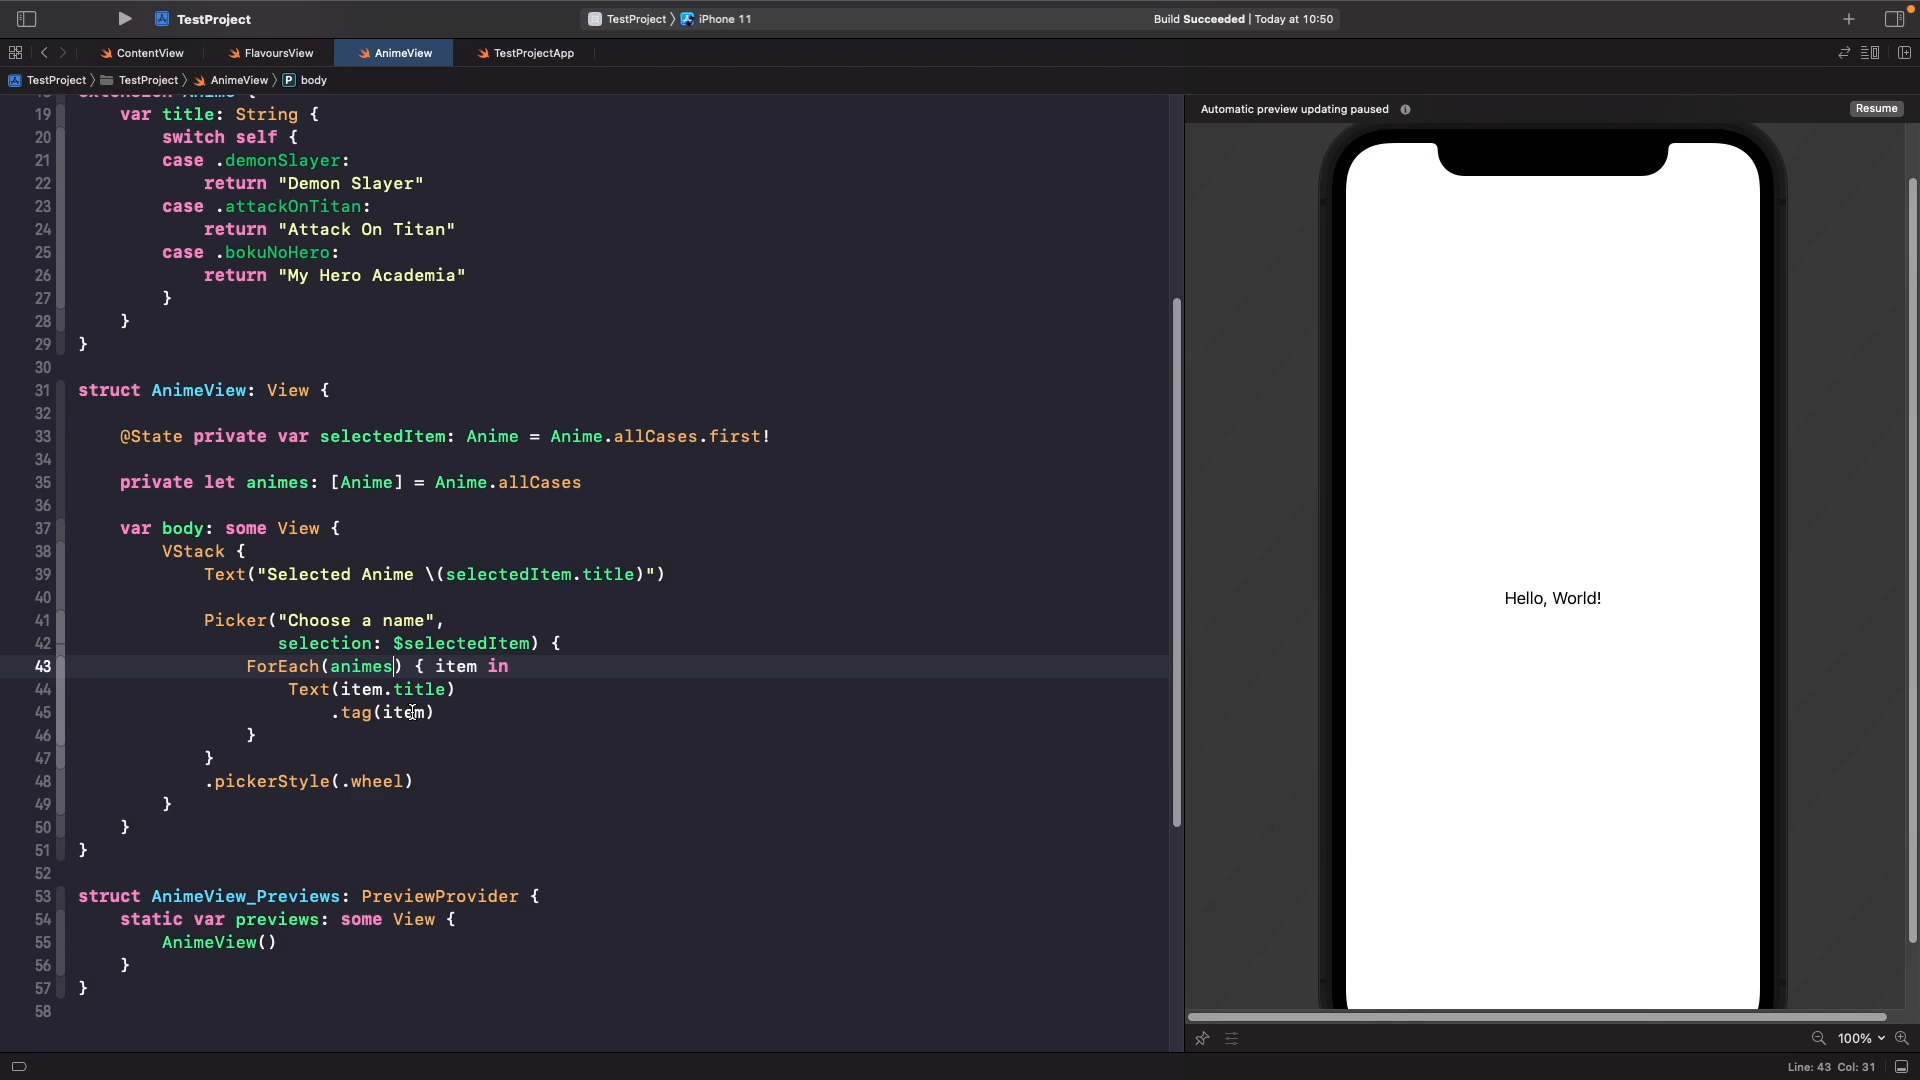 TestProject
TestProject 〉 iPhone 11
Build Succeeded | Today at 10:50
ContentView
FlavoursView
AnimeView
TestProjectApp
TestProject 〉 TestProject 〉 AnimeView 〉 P body
19 var title: String {
20 switch self {
21 case .demonSlayer:
22 return "Demon Slayer"
23 case .attackOnTitan:
24 return "Attack On Titan"
25 case .bokuNoHero:
26 return "My Hero Academia"
27 }
28 }
29 }
30
31 struct AnimeView: View {
32
33 @State private var selectedItem: Anime = Anime.allCases.first!
34
35 private let animes: [Anime] = Anime.allCases
36
37 var body: some View {
38 VStack {
39 Text("Selected Anime \(selectedItem.title)")
40
41 Picker("Choose a name",
42 selection: $selectedItem) {
43 ForEach(animes) { item in
44 Text(item.title)
45 .tag(item)
46 }
47 }
48 .pickerStyle(.wheel)
49 }
50 }
51 }
52
53 struct AnimeView_Previews: PreviewProvider {
54 static var previews: some View {
55 AnimeView()
56 }
57 }
58
Automatic preview updating paused
Resume
Hello, World!
100%
Line: 43 Col: 31